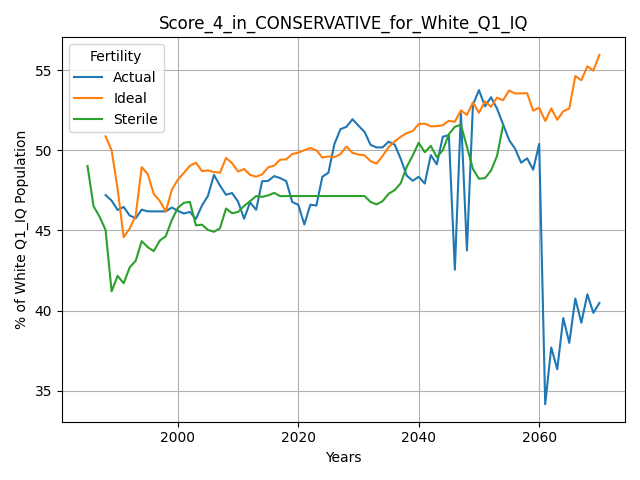 Score_4_in_CONSERVATIVE_for_White_Q1_IQ
Fertility
Actual
Ideal
Sterile
% of White Q1_IQ Population
55
50
45
40
35
2000
2020
2040
2060
Years